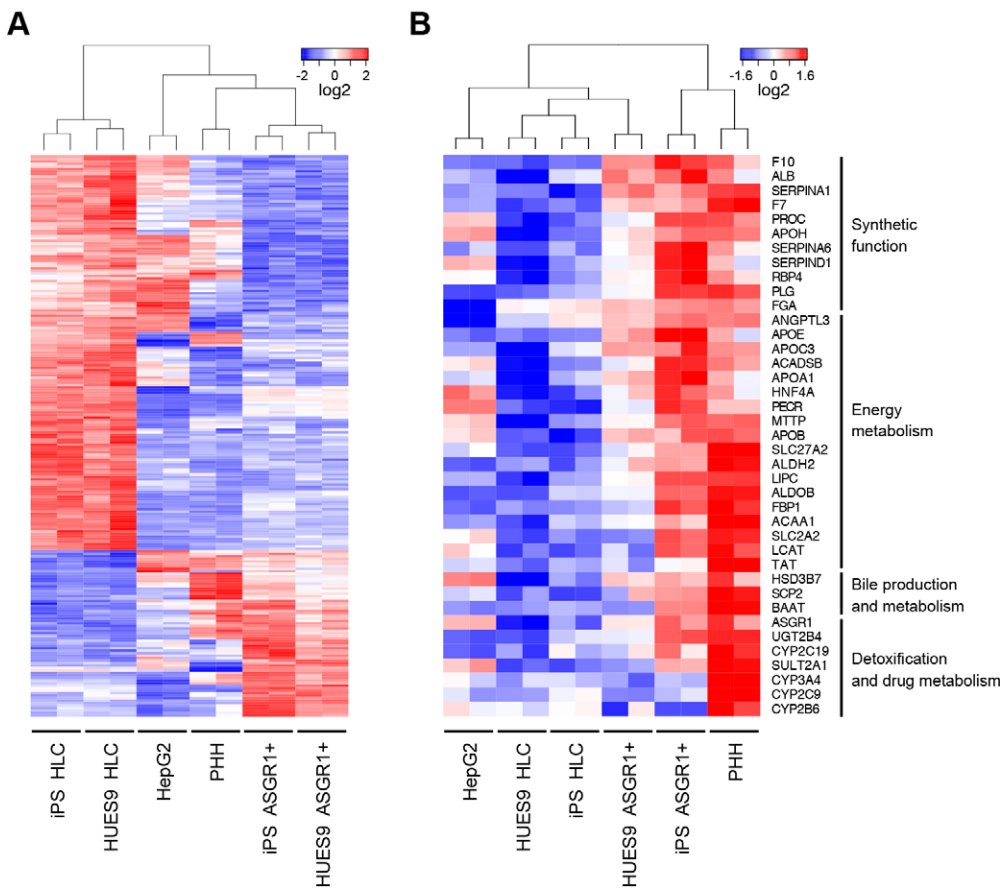 A
-2 0 2
log2
iPS HLC
HUES9 HLC
HepG2
PHH
iPS ASGR1+
HUES9 ASGR1+
B
-1.6 0 1.6
log2
F10
ALB
SERPINA1
F7
PROC
APOH
SERPINA6
SERPIND1
RBP4
PLG
FGA
ANGPTL3
APOE
APOC3
ACADSB
APOA1
HNF4A
PECR
MTTP
APOB
SLC27A2
ALDH2
LIPC
ALDOB
FBP1
ACAA1
SLC2A2
LCAT
TAT
HSD3B7
SCP2
BAAT
ASGR1
UGT2B4
CYP2C19
SULT2A1
CYP3A4
CYP2C9
CYP2B6
Synthetic
function
Energy
metabolism
Bile production
and metabolism
Detoxification
and drug metabolism
HepG2
HUES9 HLC
iPS HLC
HUES9 ASGR1+
iPS ASGR1+
PHH